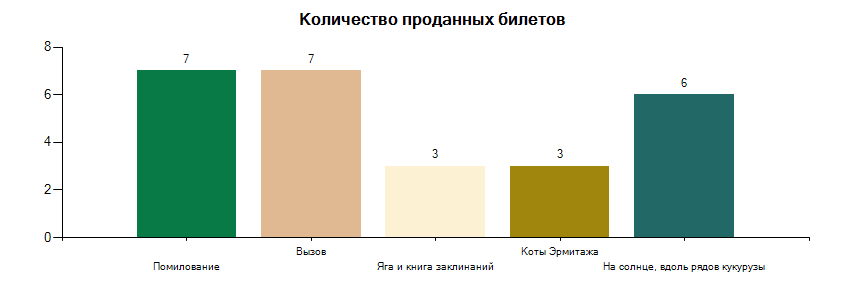 Количество проданных билетов
8
6
4
2
0
7
7
3
3
6
Помилование
Вызов
Яга и книга заклинаний
Коты Эрмитажа
На солнце, вдоль рядов кукурузы